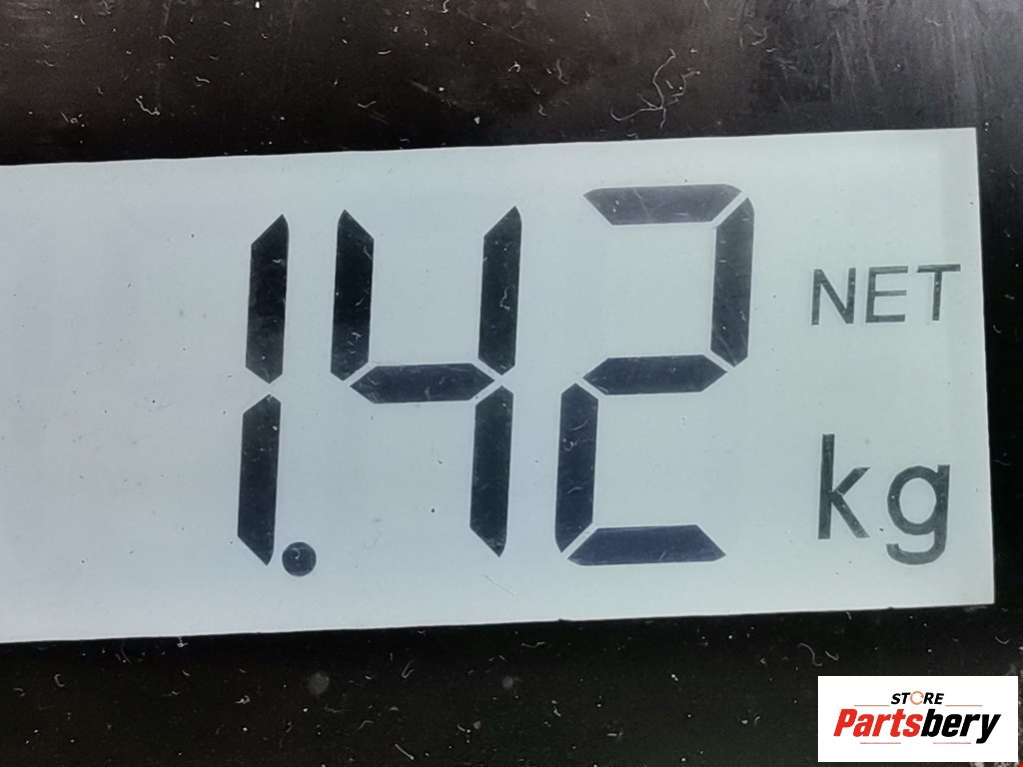 1.42
NET
kg
STORE
Partsbery